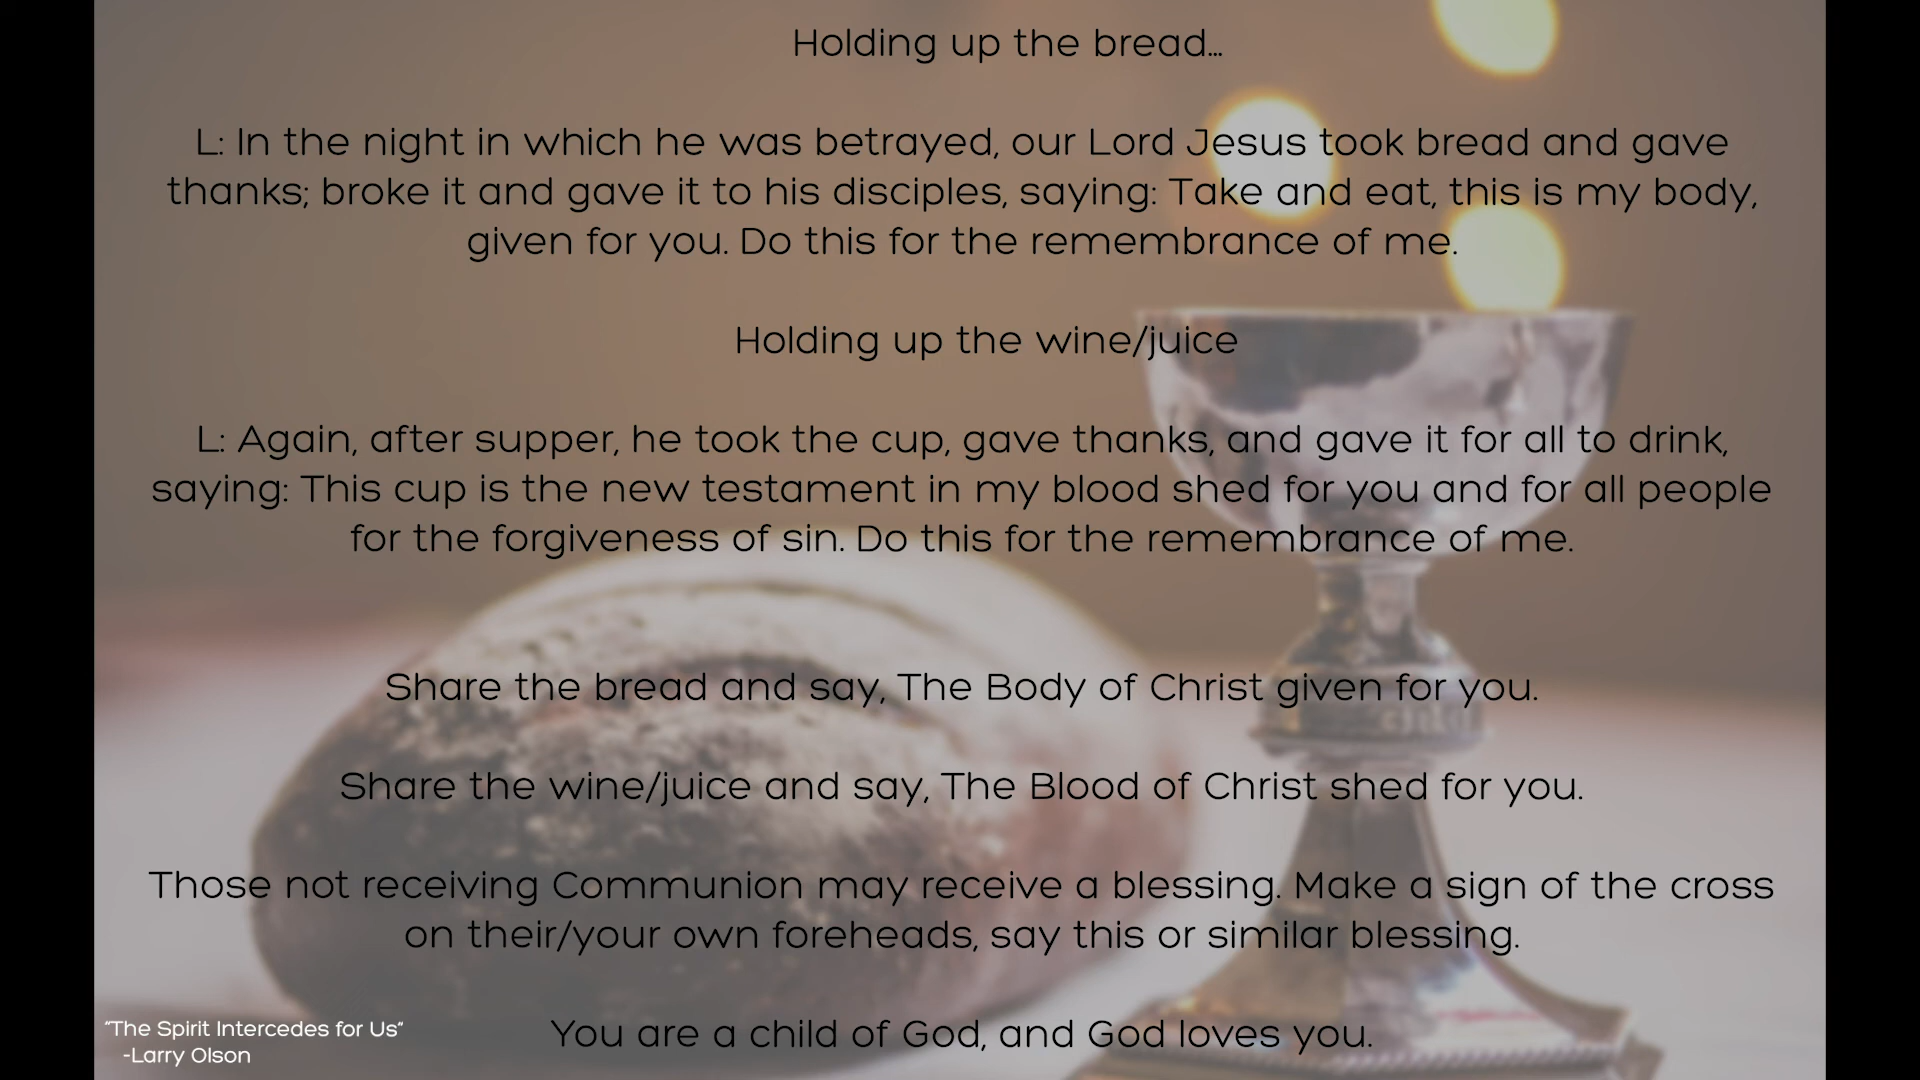 Holding up the bread...
L: In the night in which he was betrayed, our Lord Jesus took bread and gave
thanks; broke it and gave it to his disciples, saying: Take and eat, this is my body,
given for you. Do this for the remembrance of me.
Holding up the wine/juice
L: Again, after supper, he took the cup, gave thanks, and gave it for all to drink,
saying: This cup is the new testament in my blood shed for you and for all people
for the forgiveness of sin. Do this for the remembrance of me.
Share the bread and say, The Body of Christ given for you.
Share the wine/juice and say, The Blood of Christ shed for you.
Those not receiving Communion may receive a blessing. Make a sign of the cross
on their/your own foreheads, say this or similar blessing.
You are a child of God, and God loves you.
"The Spirit Intercedes for Us"
-Larry Olson